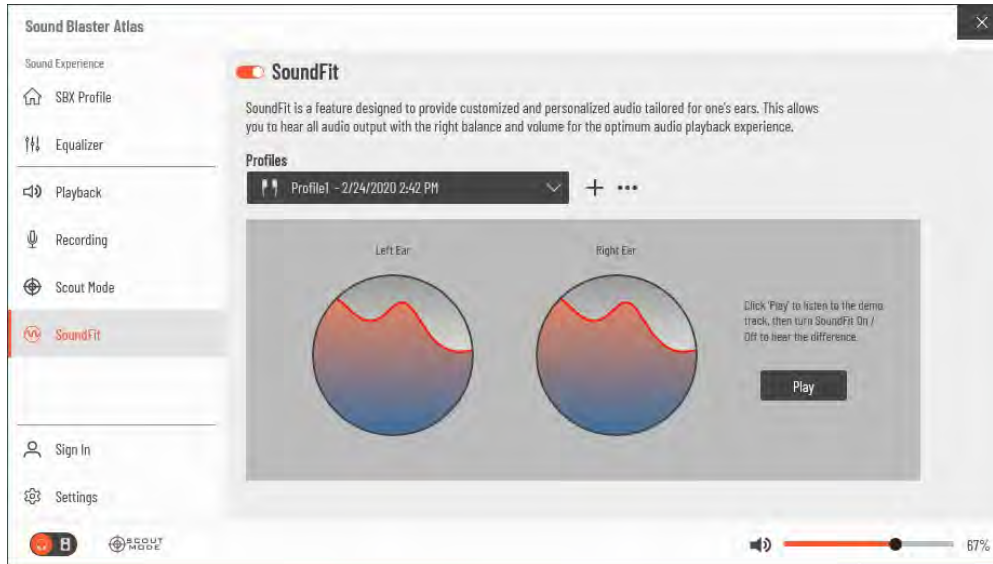 Sound Blaster Atlas
Sound Experience
SBX Profile
Equalizer
Playback
Recording
Scout Mode
SoundFit
Sign In
Settings
SCOUT
MODE
SoundFit
SoundFit is a feature designed to provide customized and personalized audio tailored for one's ears. This allows
you to hear all audio output with the right balance and volume for the optimum audio playback experience.
Profiles
Profile1 - 2/24/2020 2:42 PM
Left Ear
Right Ear
Click 'Play' to listen to the demo
track, then turn SoundFit On /
Off to hear the difference.
Play
67%